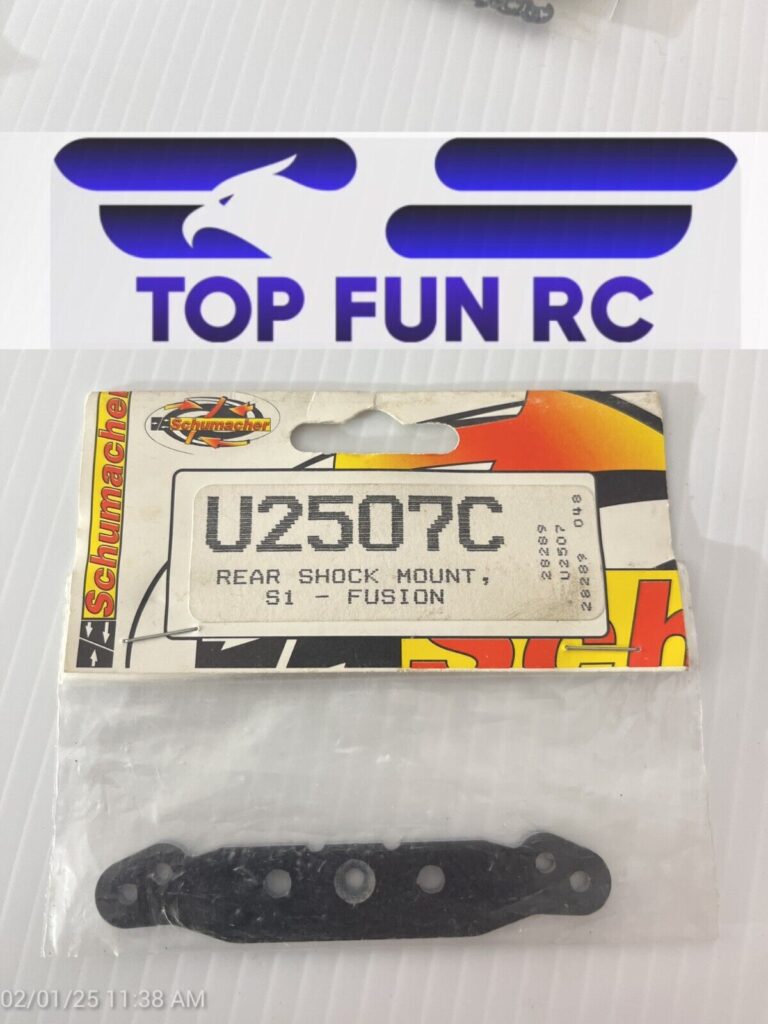 TOP FUN RC
Schumacher
Schumacher
U2507C
REAR SHOCK MOUNT,
S1 - FUSION
28289
U2507
28289 048
Sch
02/01/25 11:38 AM